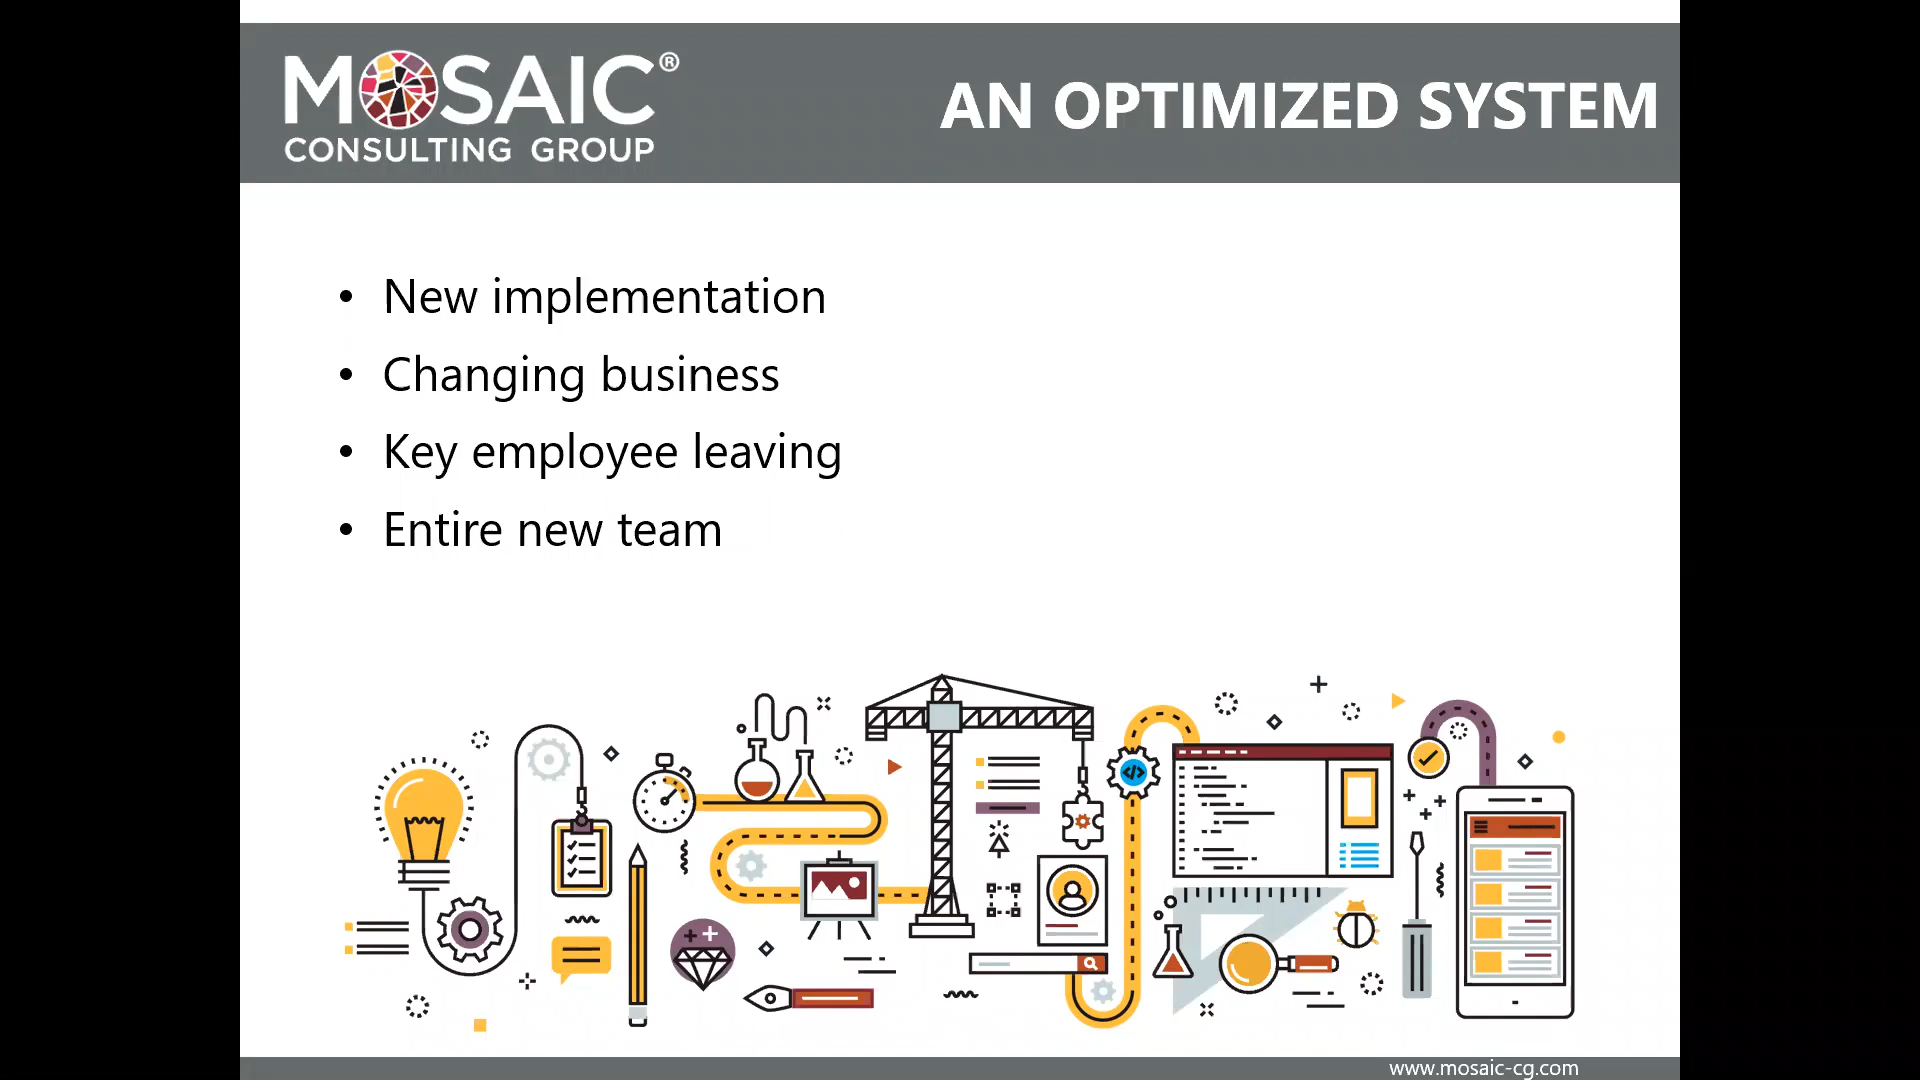 MOSAIC®
CONSULTING GROUP
AN OPTIMIZED SYSTEM
• New implementation
• Changing business
• Key employee leaving
• Entire new team
</>
www.mosaic-cg.com